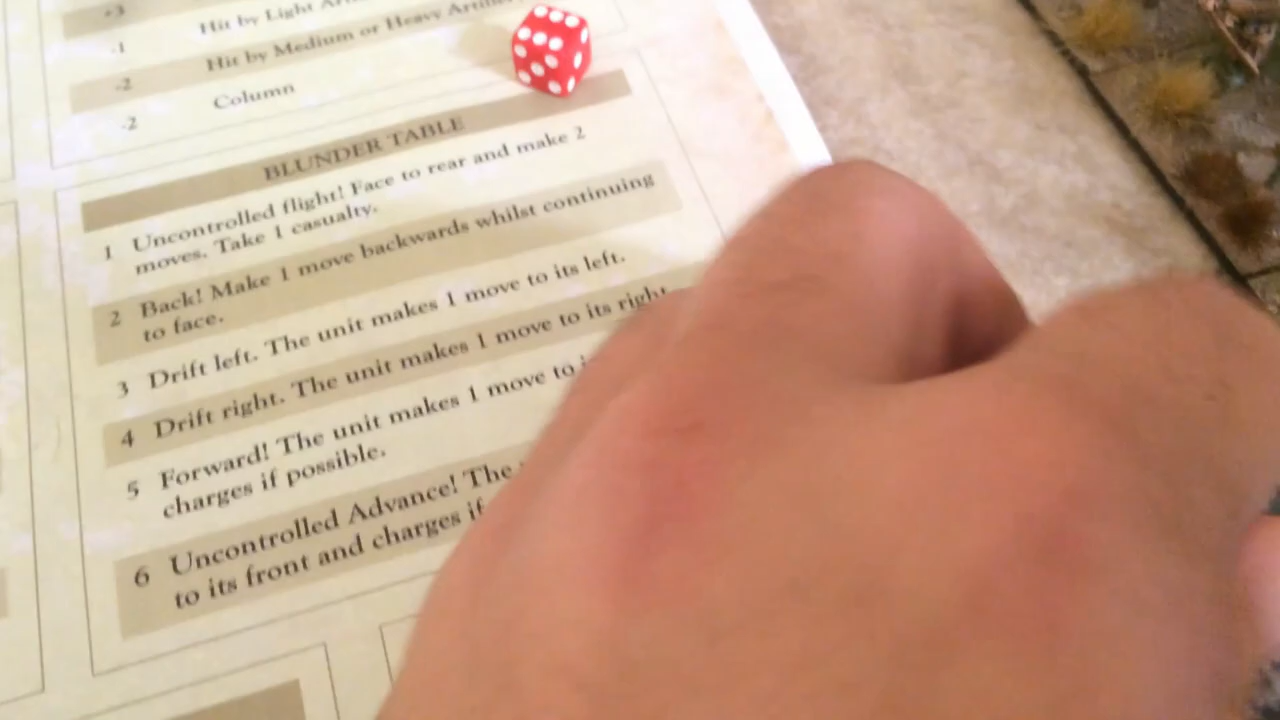 +3
-1 Hit by Light
-2 Hit by Medium or Heavy
-2 Column
BLUNDER TABLE
1 Uncontrolled flight! Face to rear and make 2
moves. Take 1 casualty.
2 Back! Make 1 move backwards whilst continuing
to face.
3 Drift left. The unit makes 1 move to its left.
4 Drift right. The unit makes 1 move to its right
5 Forward! The unit makes 1 move to
charges if possible.
6 Uncontrolled Advance! The
to its front and charges if